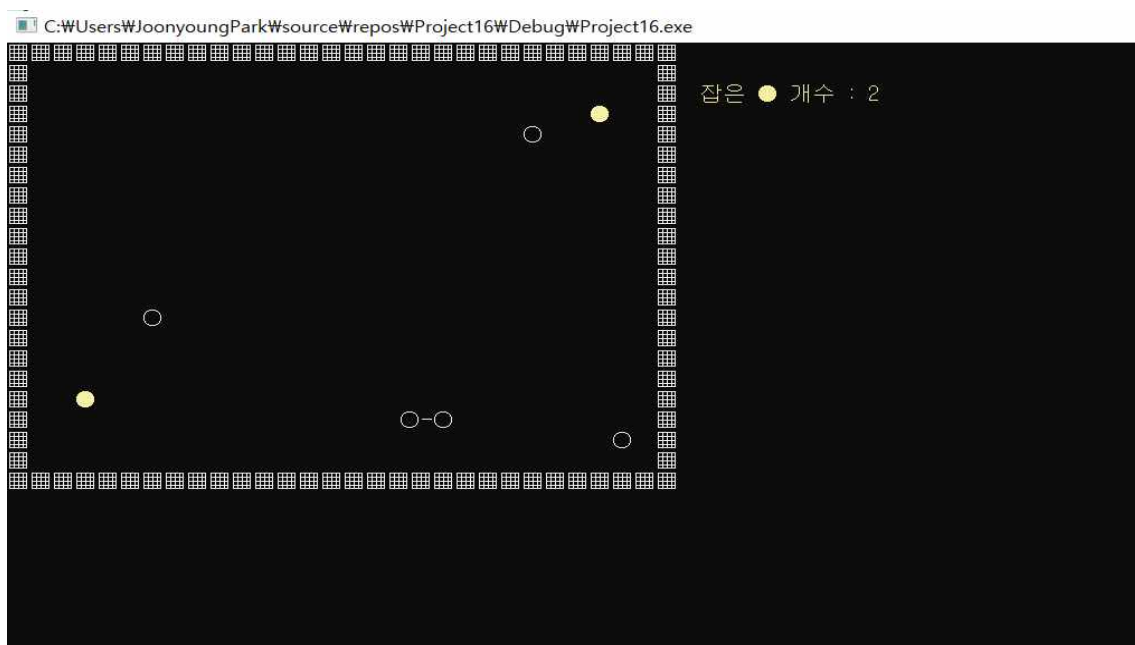 C:₩Users₩JoonyoungPark₩source₩repos₩Project16₩Debug₩Project16.exe
잡은 ● 개수 : 2